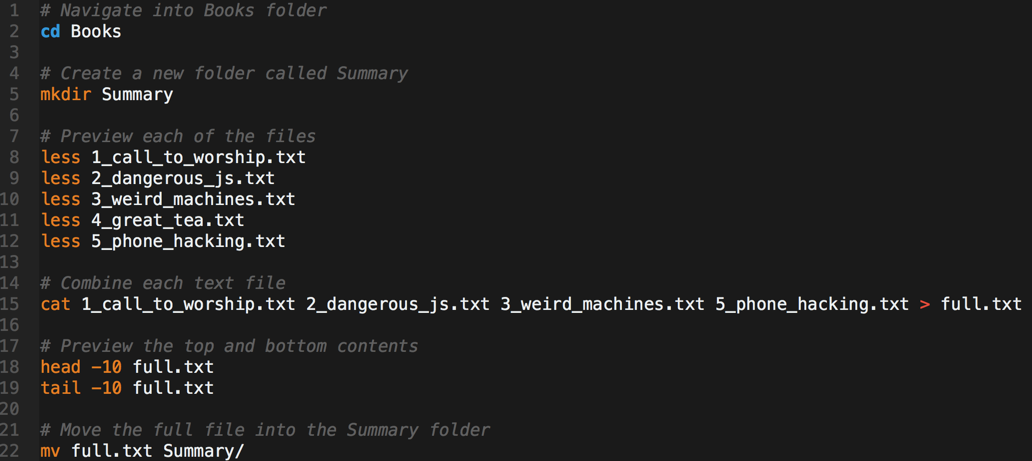 1 # Navigate into Books folder
2 cd Books
3
4 # Create a new folder called Summary
5 mkdir Summary
6
7 # Preview each of the files
8 less 1_call_to_worship.txt
9 less 2_dangerous_js.txt
10 less 3_weird_machines.txt
11 less 4_great_tea.txt
12 less 5_phone_hacking.txt
13
14 # Combine each text file
15 cat 1_call_to_worship.txt 2_dangerous_js.txt 3_weird_machines.txt 5_phone_hacking.txt > full.txt
16
17 # Preview the top and bottom contents
18 head -10 full.txt
19 tail -10 full.txt
20
21 # Move the full file into the Summary folder
22 mv full.txt Summary/